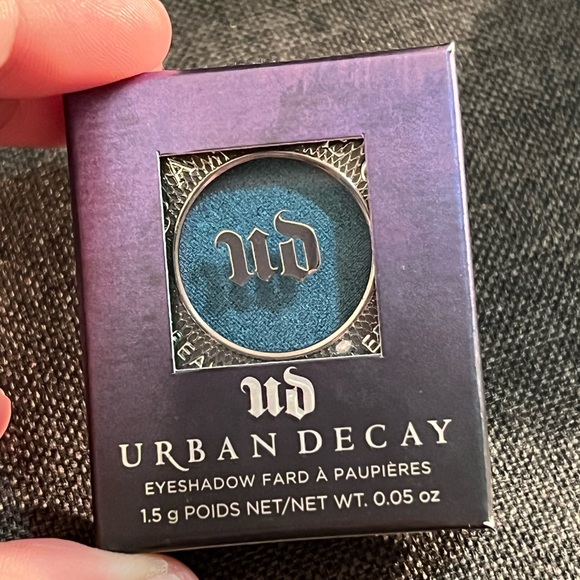 ud
ud
URBAN DECAY
EYESHADOW FARD À PAUPIÈRES
1.5 g POIDS NET/NET WT. 0.05 oz